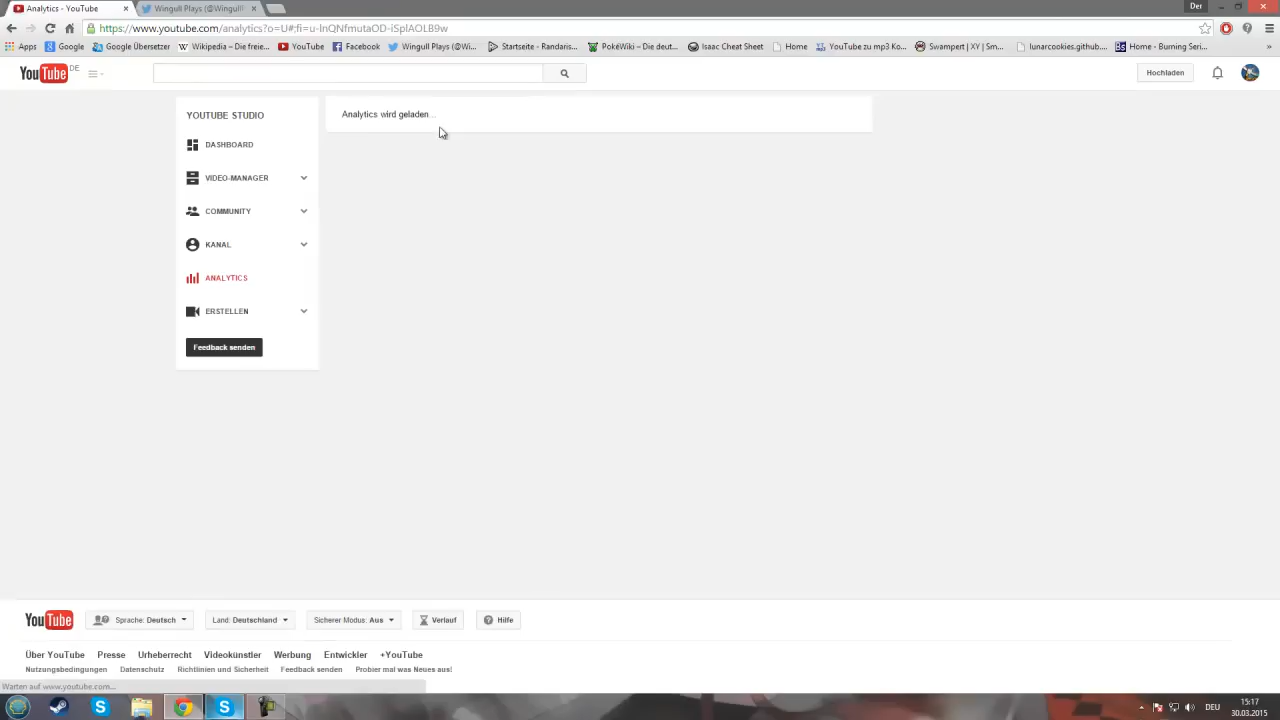 Analytics - YouTube
Wingull Plays (@Wingull
Der
https://www.youtube.com/analytics?o=U#;fi=u-lnQNfmutaOD-iSplAOLB9w
Apps
Google
Google Übersetzer
Wikipedia – Die freie...
YouTube
Facebook
Wingull Plays (@Wi...
Startseite - Randaris...
PokéWiki – Die deut...
Isaac Cheat Sheet
Home
YouTube zu mp3 Ko...
Swampert | XY | Sm...
lunarcookies.github...
Home - Burning Seri...
»
YouTube DE
Hochladen
YOUTUBE STUDIO
DASHBOARD
VIDEO-MANAGER
COMMUNITY
KANAL
ANALYTICS
ERSTELLEN
Feedback senden
Analytics wird geladen...
YouTube
Sprache: Deutsch
Land: Deutschland
Sicherer Modus: Aus
Verlauf
Hilfe
Über YouTube Presse Urheberrecht Videokünstler Werbung Entwickler +YouTube
Nutzungsbedingungen Datenschutz Richtlinien und Sicherheit Feedback senden Probier mal was Neues aus!
Warten auf www.youtube.com...
DEU
15:17
30.03.2015